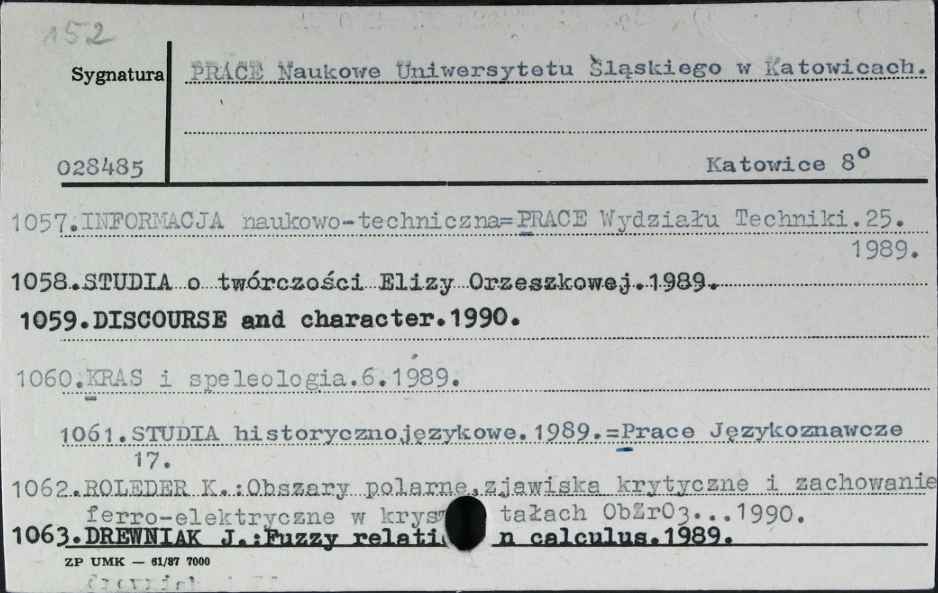 152
Sygnatura
PRACE Naukowe Uniwersytetu Śląskiego w Katowicach.
028485
Katowice 8°
1057.INFORMACJA naukowo-techniczna=PRACE Wydziału Techniki.25.
1989.
1058.STUDIA o twórczości Elizy Orzeszkowej.1989.
1059.DISCOURSE and character.1990.
1060.KRAS i speleologia.6.1989.
1061.STUDIA historycznojęzykowe.1989.=Prace Językoznawcze
17.
1062.ROLEDER K.:Obszary polarne,zjawiska krytyczne i zachowanie
ferro-elektryczne w krysz tałach ObZrO3...1990.
1063.DREWNIAK J.:Fuzzy relati n calculus.1989.
ZP UMK — 61/87 7000